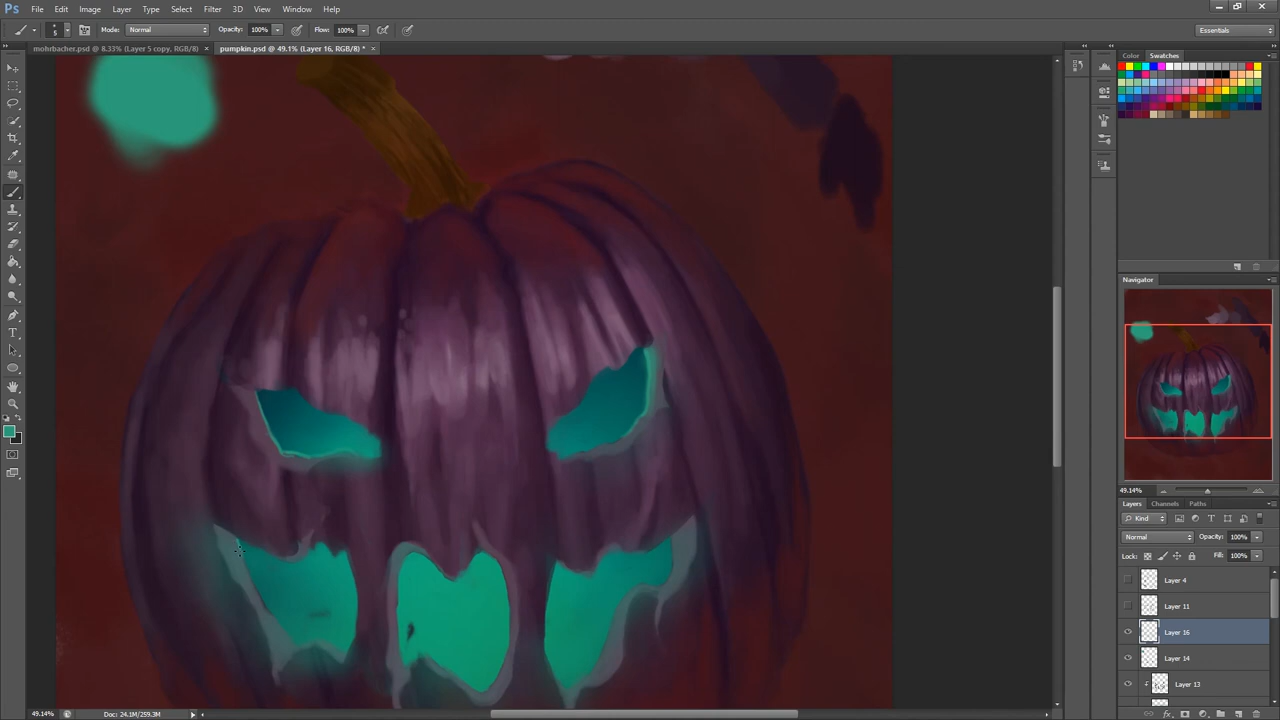 Ps File Edit Image Layer Type Select Filter 3D View Window Help
5 Mode: Normal Opacity: 100% Flow: 100% Essentials
mohrbacher.psd @ 8.33% (Layer 5 copy, RGB/8) × pumpkin.psd @ 49.1% (Layer 16, RGB/8) * ×
Color Swatches
Navigator
49.14%
Layers Channels Paths
Kind
Normal Opacity: 100%
Lock: Fill: 100%
Layer 4
Layer 11
Layer 16
Layer 14
Layer 13
49.14% Doc: 24.1M/259.3M
fx